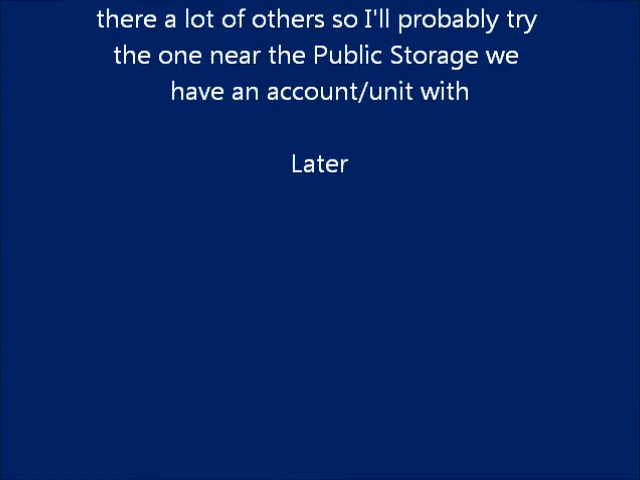 there a lot of others so I'll probably try
the one near the Public Storage we
have an account/unit with
Later